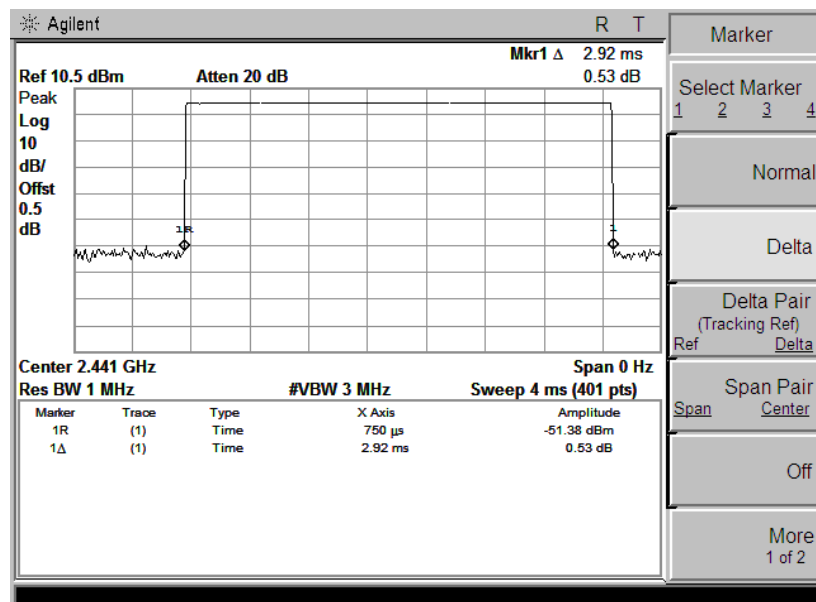 Agilent R T
Mkr1 Δ 2.92 ms
Ref 10.5 dBm Atten 20 dB 0.53 dB
Peak
Log
10
dB/
Offst
0.5
dB
1R
1
Center 2.441 GHz Span 0 Hz
Res BW 1 MHz #VBW 3 MHz Sweep 4 ms (401 pts)
Marker Trace Type X Axis Amplitude
1R (1) Time 750 µs -51.38 dBm
1Δ (1) Time 2.92 ms 0.53 dB
Marker
Select Marker
1 2 3 4
Normal
Delta
Delta Pair
(Tracking Ref)
Ref Delta
Span Pair
Span Center
Off
More
1 of 2